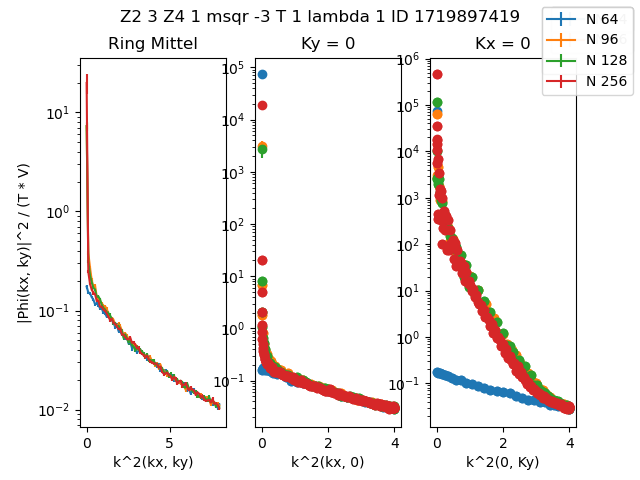 Z2 3 Z4 1 msqr -3 T 1 lambda 1 ID 1719897419
Ring Mittel
Ky = 0
Kx = 0
N 64
N 96
N 128
N 256
|Phi(kx, ky)|^2 / (T * V)
10^1
10^0
10^-1
10^-2
10^5
10^4
10^3
10^2
10^1
10^0
10^-1
10^6
10^5
10^4
10^3
10^2
10^1
10^0
10^-1
0 5
0 2 4
0 2 4
k^2(kx, ky)
k^2(kx, 0)
k^2(0, Ky)